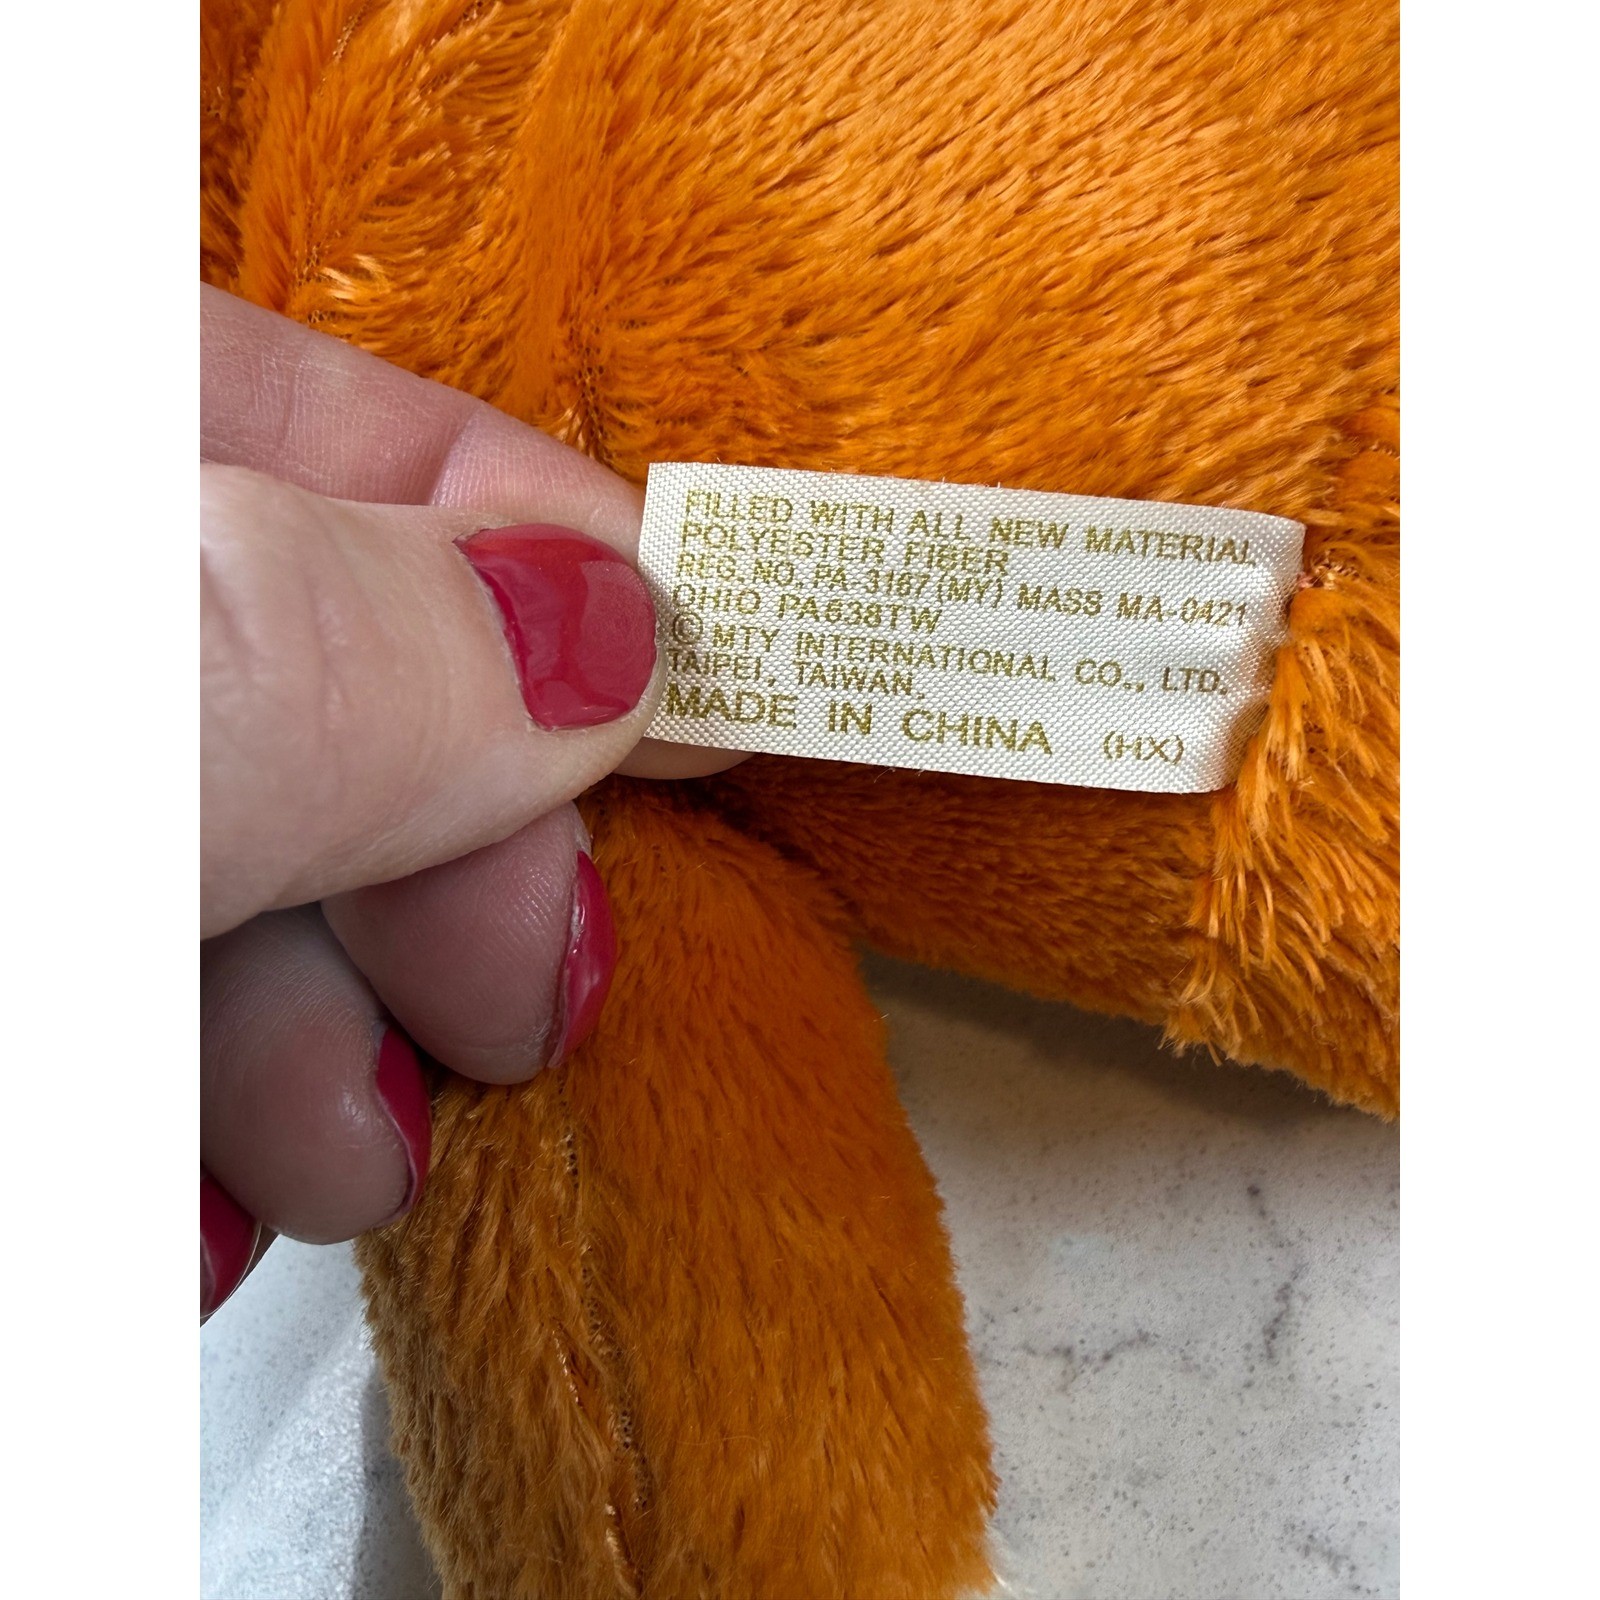 FILLED WITH ALL NEW MATERIAL
POLYESTER FIBER
REG. NO. PA-3167 (MY) MASS MA-0421
OHIO PA638TW
© MTY INTERNATIONAL CO., LTD.
TAIPEI, TAIWAN.
MADE IN CHINA (HX)